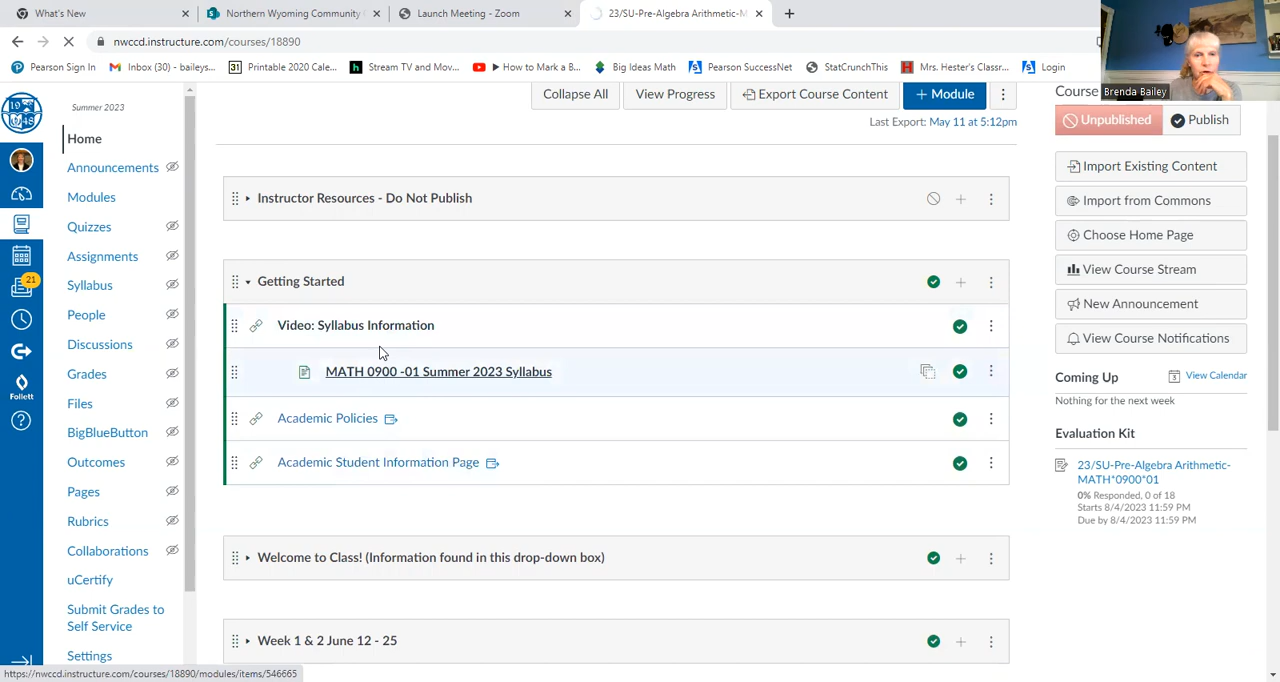 What's New
Northern Wyoming Community
Launch Meeting - Zoom
23/SU-Pre-Algebra Arithmetic-M
nwccd.instructure.com/courses/18890
Pearson Sign In
Inbox (30) - baileys...
Printable 2020 Cale...
Stream TV and Mov...
How to Mark a B...
Big Ideas Math
Pearson SuccessNet
StatCrunchThis
Mrs. Hester's Classr...
Login
Brenda Bailey
19 48
Summer 2023
Home
Announcements
Modules
Quizzes
Assignments
Syllabus
People
Discussions
Grades
Files
BigBlueButton
Outcomes
Pages
Rubrics
Collaborations
uCertify
Submit Grades to
Self Service
Settings
21
Follett
Collapse All
View Progress
Export Course Content
+ Module
Last Export: May 11 at 5:12pm
Instructor Resources - Do Not Publish
Getting Started
Video: Syllabus Information
MATH 0900 -01 Summer 2023 Syllabus
Academic Policies
Academic Student Information Page
Welcome to Class! (Information found in this drop-down box)
Week 1 & 2 June 12 - 25
Course
Unpublished
Publish
Import Existing Content
Import from Commons
Choose Home Page
View Course Stream
New Announcement
View Course Notifications
Coming Up
View Calendar
Nothing for the next week
Evaluation Kit
23/SU-Pre-Algebra Arithmetic-
MATH*0900*01
0% Responded, 0 of 18
Starts 8/4/2023 11:59 PM
Due by 8/4/2023 11:59 PM
https://nwccd.instructure.com/courses/18890/modules/items/546665